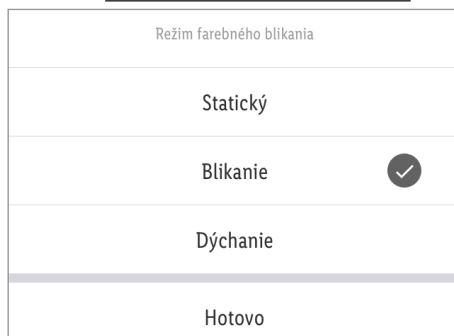 Režim farebného blikania
Statický
Blikanie
Dýchanie
Hotovo